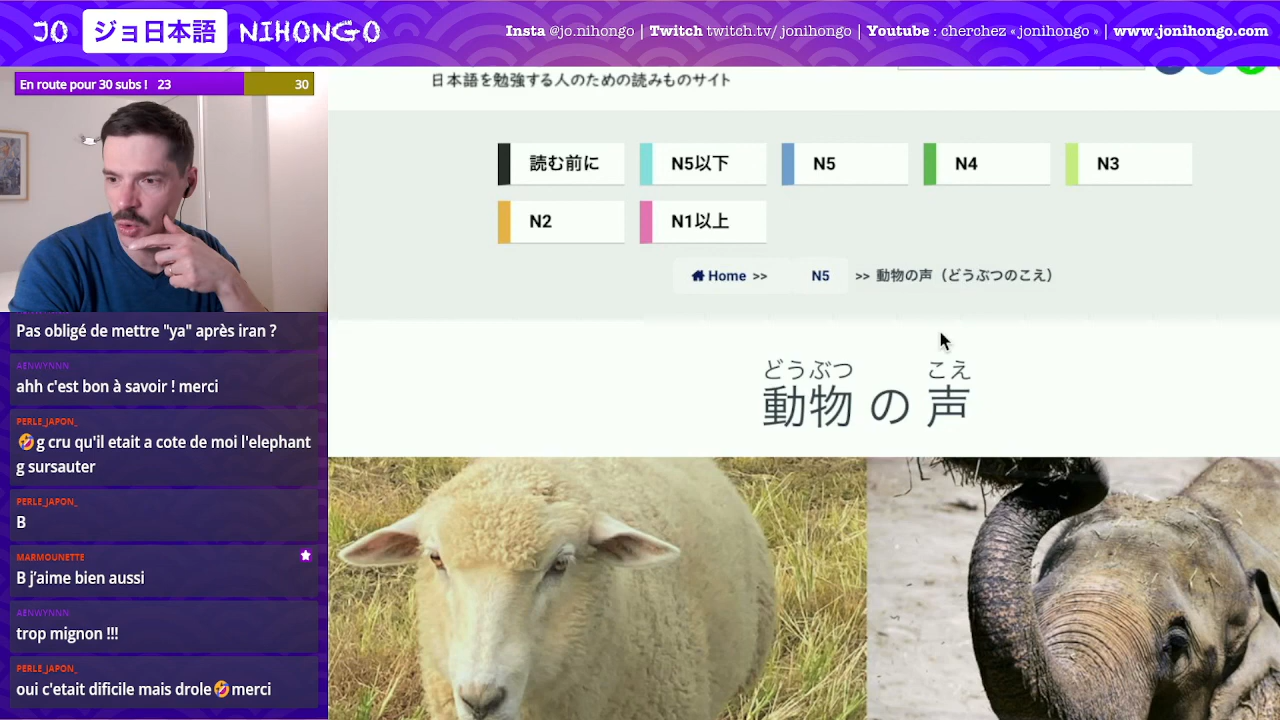 JO ジョ日本語 NIHONGO
Insta @jo.nihongo | Twitch twitch.tv/jonihongo | Youtube : cherchez « jonihongo » | www.jonihongo.com
En route pour 30 subs ! 23 30
日本語を勉強する人のための読みものサイト
読む前に N5以下 N5 N4 N3
N2 N1以上
Home >> N5 >> 動物の声（どうぶつのこえ）
どうぶつ こえ
動物の声
Pas obligé de mettre "ya" après iran ?
AENWYNNN
ahh c'est bon à savoir ! merci
PERLE_JAPON_
🤣g cru qu'il etait a cote de moi l'elephant
g sursauter
PERLE_JAPON_
B
MARMOUNETTE
B j’aime bien aussi
AENWYNNN
trop mignon !!!
PERLE_JAPON_
oui c'etait dificile mais drole🤣merci